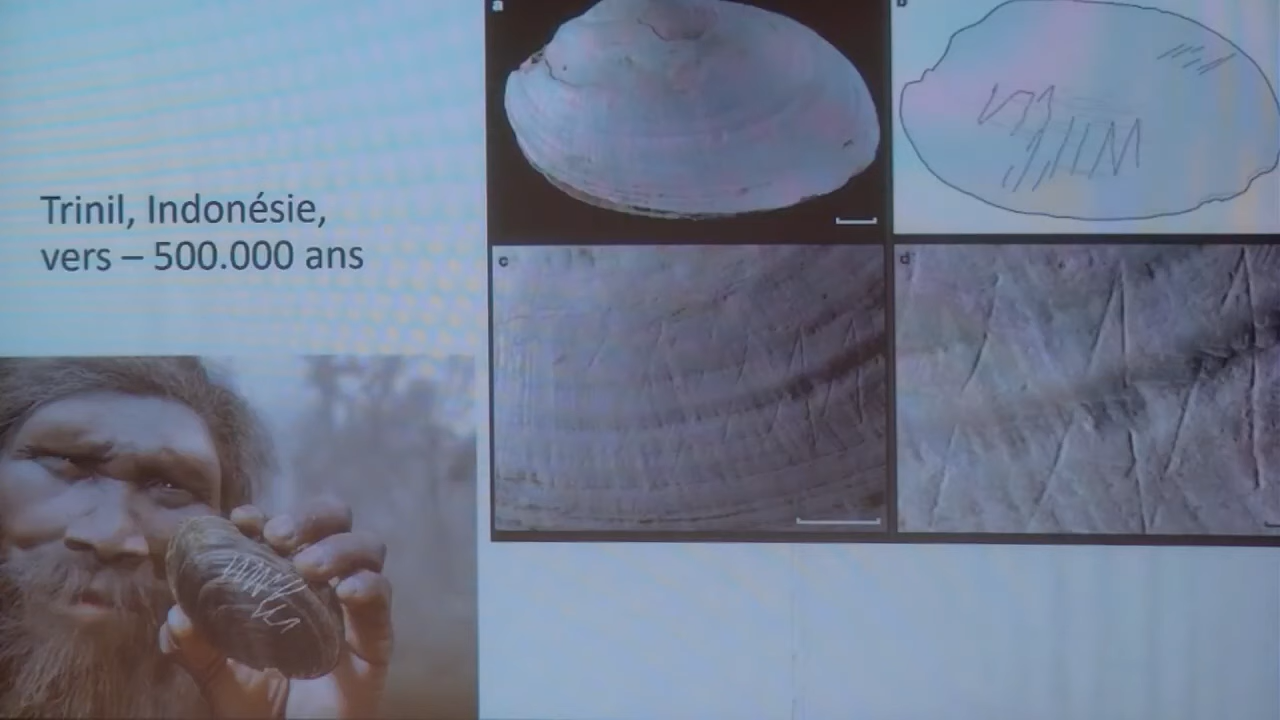 a
b
Trinil, Indonésie,
vers – 500.000 ans
c
d